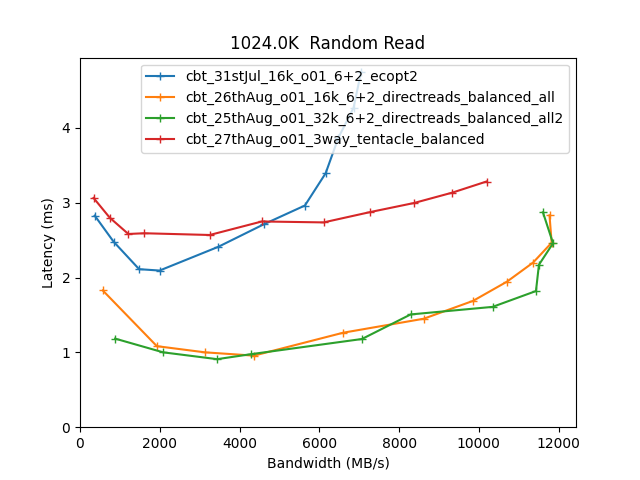 1024.0K  Random Read
cbt_31stJul_16k_o01_6+2_ecopt2
cbt_26thAug_o01_16k_6+2_directreads_balanced_all
cbt_25thAug_o01_32k_6+2_directreads_balanced_all2
cbt_27thAug_o01_3way_tentacle_balanced
Latency (ms)
4
3
2
1
0
0 2000 4000 6000 8000 10000 12000
Bandwidth (MB/s)